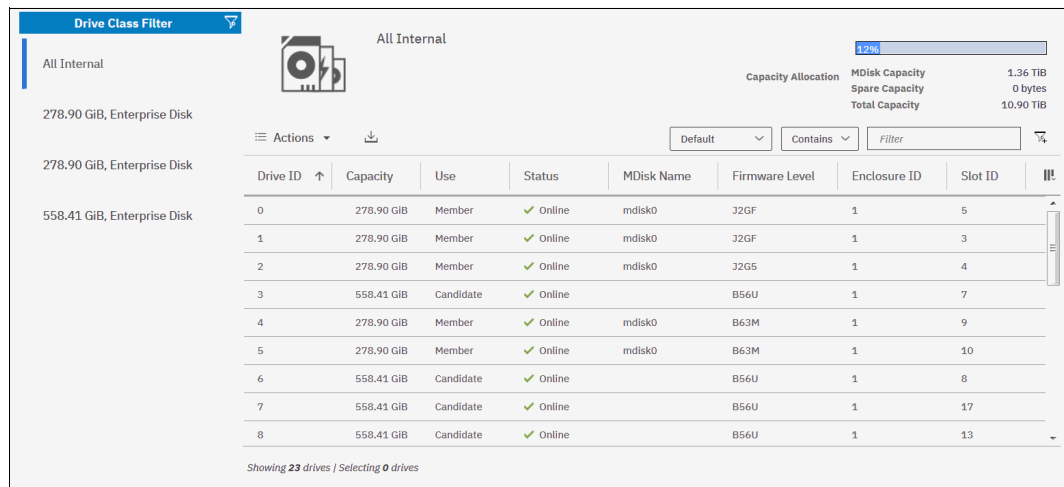 Drive Class Filter
All Internal
278.90 GiB, Enterprise Disk
278.90 GiB, Enterprise Disk
558.41 GiB, Enterprise Disk
All Internal
12%
Capacity Allocation
MDisk Capacity 1.36 TiB
Spare Capacity 0 bytes
Total Capacity 10.90 TiB
Actions Default Contains Filter
Drive ID Capacity Use Status MDisk Name Firmware Level Enclosure ID Slot ID
0 278.90 GiB Member Online mdisk0 J2GF 1 5
1 278.90 GiB Member Online mdisk0 J2GF 1 3
2 278.90 GiB Member Online mdisk0 J2G5 1 4
3 558.41 GiB Candidate Online B56U 1 7
4 278.90 GiB Member Online mdisk0 B63M 1 9
5 278.90 GiB Member Online mdisk0 B63M 1 10
6 558.41 GiB Candidate Online B56U 1 8
7 558.41 GiB Candidate Online B56U 1 17
8 558.41 GiB Candidate Online B56U 1 13
Showing 23 drives | Selecting 0 drives